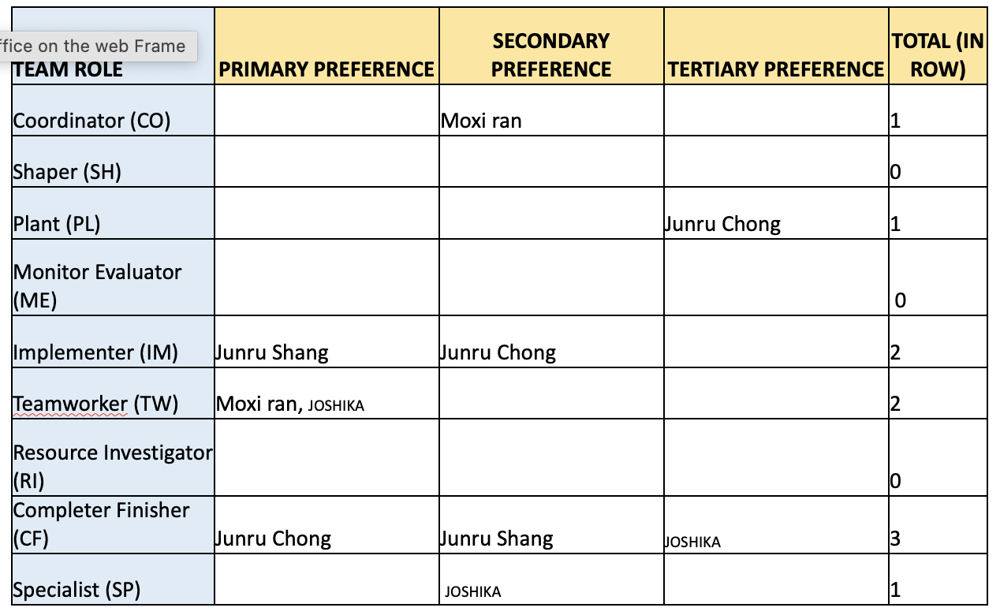 ffice on the web Frame
TEAM ROLE PRIMARY PREFERENCE SECONDARY PREFERENCE TERTIARY PREFERENCE TOTAL (IN ROW)
Coordinator (CO) Moxi ran 1
Shaper (SH) 0
Plant (PL) Junru Chong 1
Monitor Evaluator
(ME) 0
Implementer (IM) Junru Shang Junru Chong 2
Teamworker (TW) Moxi ran, JOSHIKA 2
Resource Investigator
(RI) 0
Completer Finisher
(CF) Junru Chong Junru Shang JOSHIKA 3
Specialist (SP) JOSHIKA 1